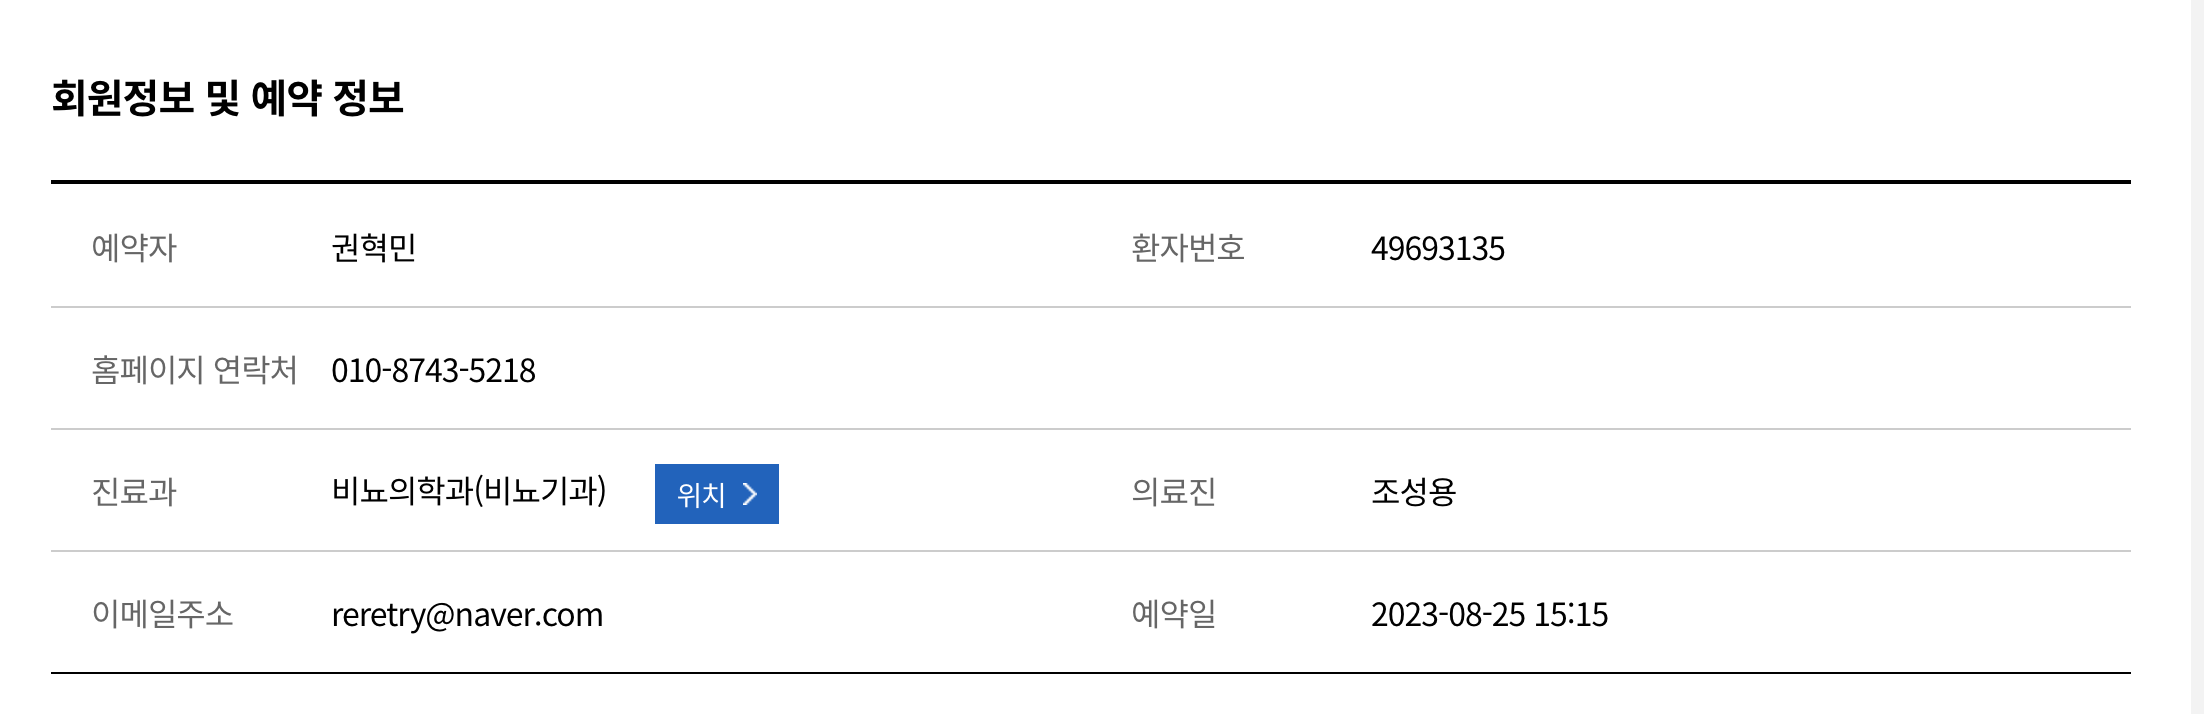 회원정보 및 예약 정보
예약자 권혁민 환자번호 49693135
홈페이지 연락처 010-8743-5218
진료과 비뇨의학과(비뇨기과) 위치 의료진 조성용
이메일주소 reretry@naver.com 예약일 2023-08-25 15:15